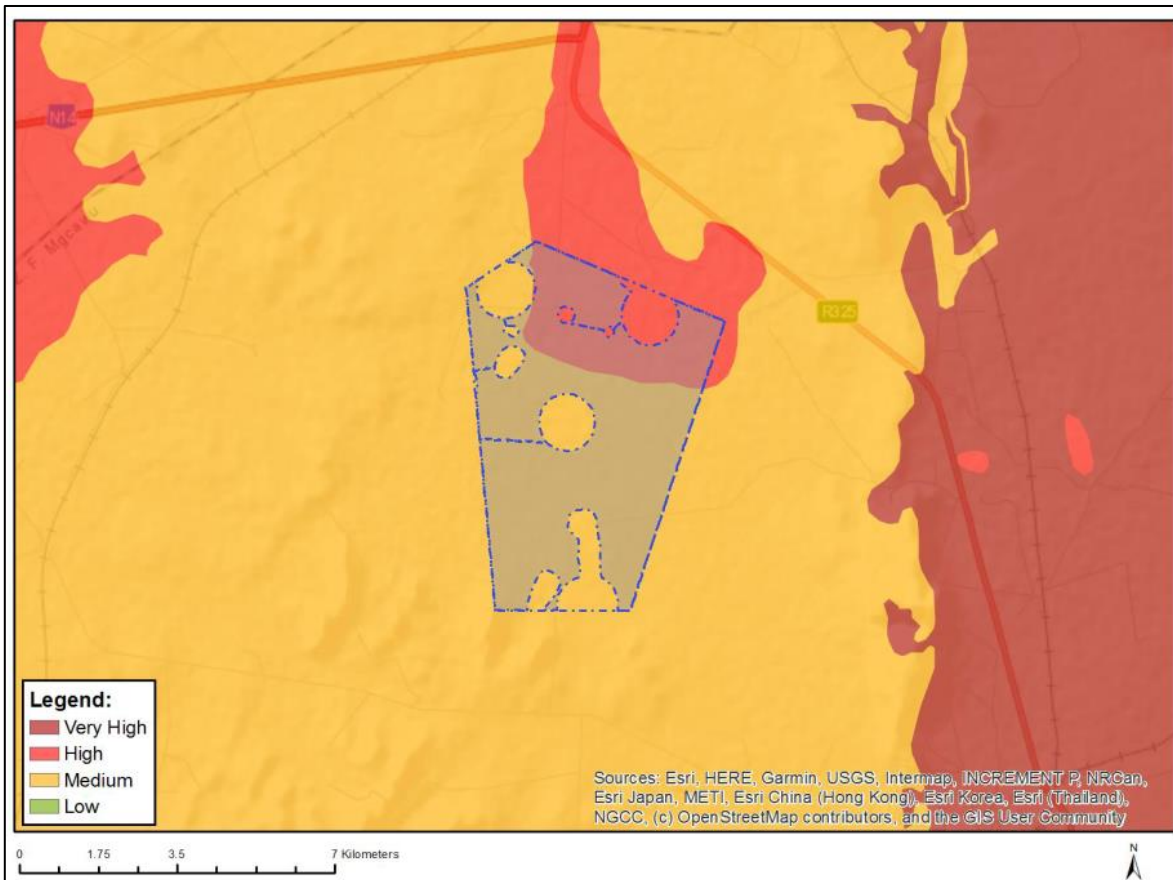 N14
F Mgcawu
R325
Legend:
Very High
High
Medium
Low
Sources: Esri, HERE, Garmin, USGS, Intermap, INCREMENT P, NRCan,
Esri Japan, METI, Esri China (Hong Kong), Esri Korea, Esri (Thailand),
NGCC, (c) OpenStreetMap contributors, and the GIS User Community
0 1.75 3.5 7 Kilometers
N